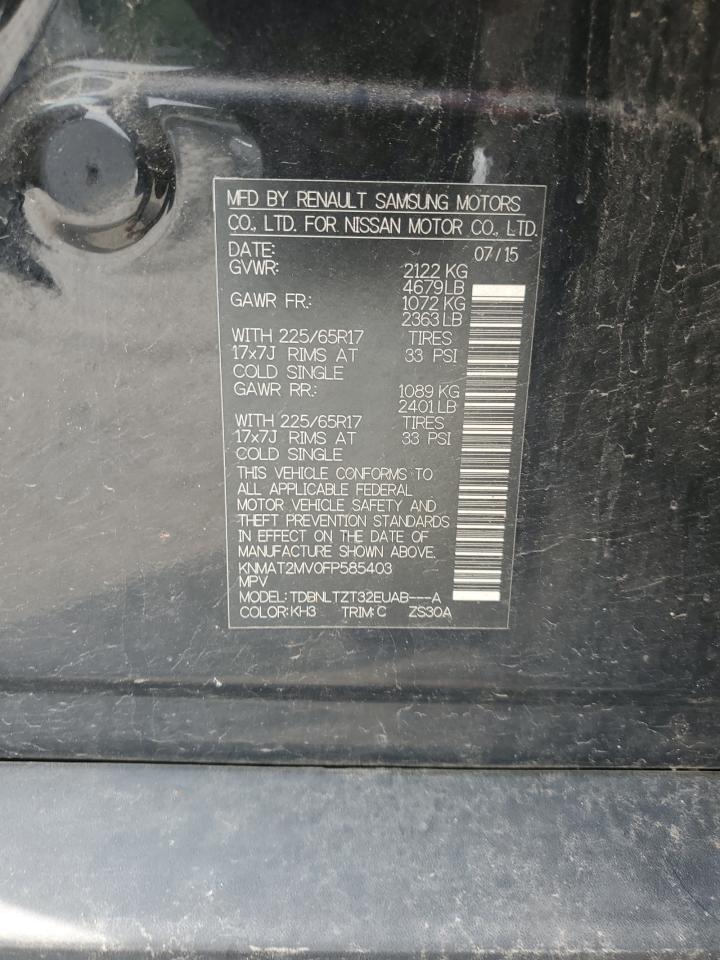 MFD BY RENAULT SAMSUNG MOTORS
CO., LTD. FOR NISSAN MOTOR CO., LTD.
DATE: 07/15
GVWR: 2122 KG
4679 LB
GAWR FR.: 1072 KG
2363 LB
WITH 225/65R17 TIRES
17x7J RIMS AT 33 PSI
COLD SINGLE
GAWR RR.: 1089 KG
2401 LB
WITH 225/65R17 TIRES
17x7J RIMS AT 33 PSI
COLD SINGLE
THIS VEHICLE CONFORMS TO
ALL APPLICABLE FEDERAL
MOTOR VEHICLE SAFETY AND
THEFT PREVENTION STANDARDS
IN EFFECT ON THE DATE OF
MANUFACTURE SHOWN ABOVE.
KNMAT2MV0FP585403
MPV
MODEL: TDBNLTZT32EUAB---A
COLOR: KH3 TRIM: C ZS30A